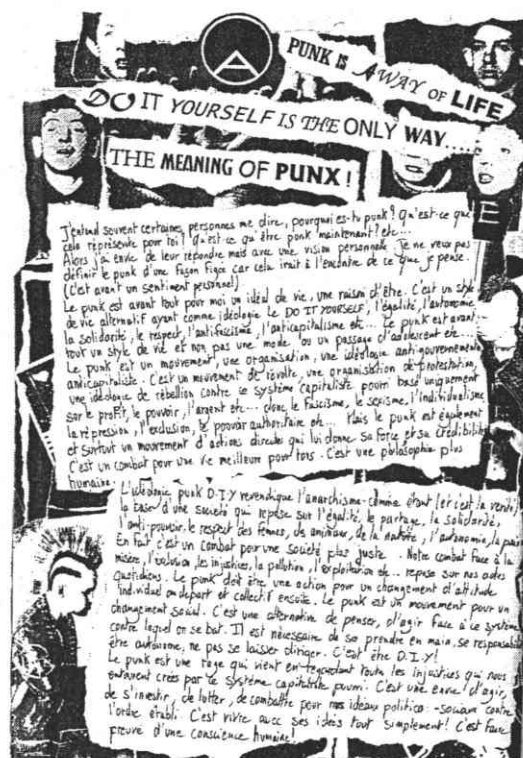 PUNK IS A WAY OF LIFE
DO IT YOURSELF IS THE ONLY WAY.....
THE MEANING OF PUNX !
J'entend souvent certaines personnes me dire, pourquoi es-tu punk ? Qu'est-ce que
cela représente pour toi ? Qu'est-ce qu'être punk maintenant ? etc...
Alors j'ai envie de leur répondre mais avec une vision personnelle. Je ne veux pas
définir le punk d'une façon figée car cela irait à l'encontre de ce que je pense.
(C'est avant un sentiment personnel).
Le punk est avant tout pour moi un idéal de vie, une raison d'être. C'est un style
de vie alternatif ayant comme idéologie le DO IT YOURSELF, l'égalité, l'autonomie,
la solidarité, le respect, l'antifascisme, l'anticapitalisme etc... Le punk est avant
tout un style de vie et non pas une mode ou un passage d'adolescent etc...
Le punk est un mouvement, une organisation, une idéologie antigouvernementale
anticapitaliste. C'est un mouvement de révolte, une organisation de protestation,
une idéologie de rébellion contre ce système capitaliste pourri basé uniquement
sur le profit, le pouvoir, l'argent etc... donc le fascisme, le sexisme, l'individualisme
la répression, l'exclusion, le pouvoir authoritaire etc... Mais le punk est également
et surtout un mouvement d'actions directes qui lui donne sa force et sa crédibilité
C'est un combat pour une vie meilleure pour tous. C'est une philosophie plus
humaine.
L'idéologie punk D.I.Y revendique l'anarchisme comme étant (et c'est la vérité)
la base d'une société qui repose sur l'égalité, le partage, la solidarité,
l'anti-pouvoir, le respect des femmes, des animaux, de la nature, l'autonomie, la paix
En fait c'est un combat pour une société plus juste. Notre combat face à la
misère, l'exclusion, les injustices, la pollution, l'exploitation etc... repose sur nos actes
quotidiens. Le punk doit être une action pour un changement d'attitude
individuel au départ et collectif ensuite. Le punk est un mouvement pour un
changement social. C'est une alternative de penser, d'agir face à ce système
contre lequel on se bat. Il est nécessaire de se prendre en main, se responsabiliser
être autonome, ne pas se laisser diriger. C'est être D.I.Y !
Le punk est une rage qui vient en regardant toute les injustices qui nous
entourent crées par ce système capitaliste pourri. C'est une envie d'agir,
de s'investir, de lutter, de combattre pour nos idéaux politico-sociaux contre
l'ordre établi. C'est vivre avec ses idées tout simplement ! C'est faire
preuve d'une conscience humaine !